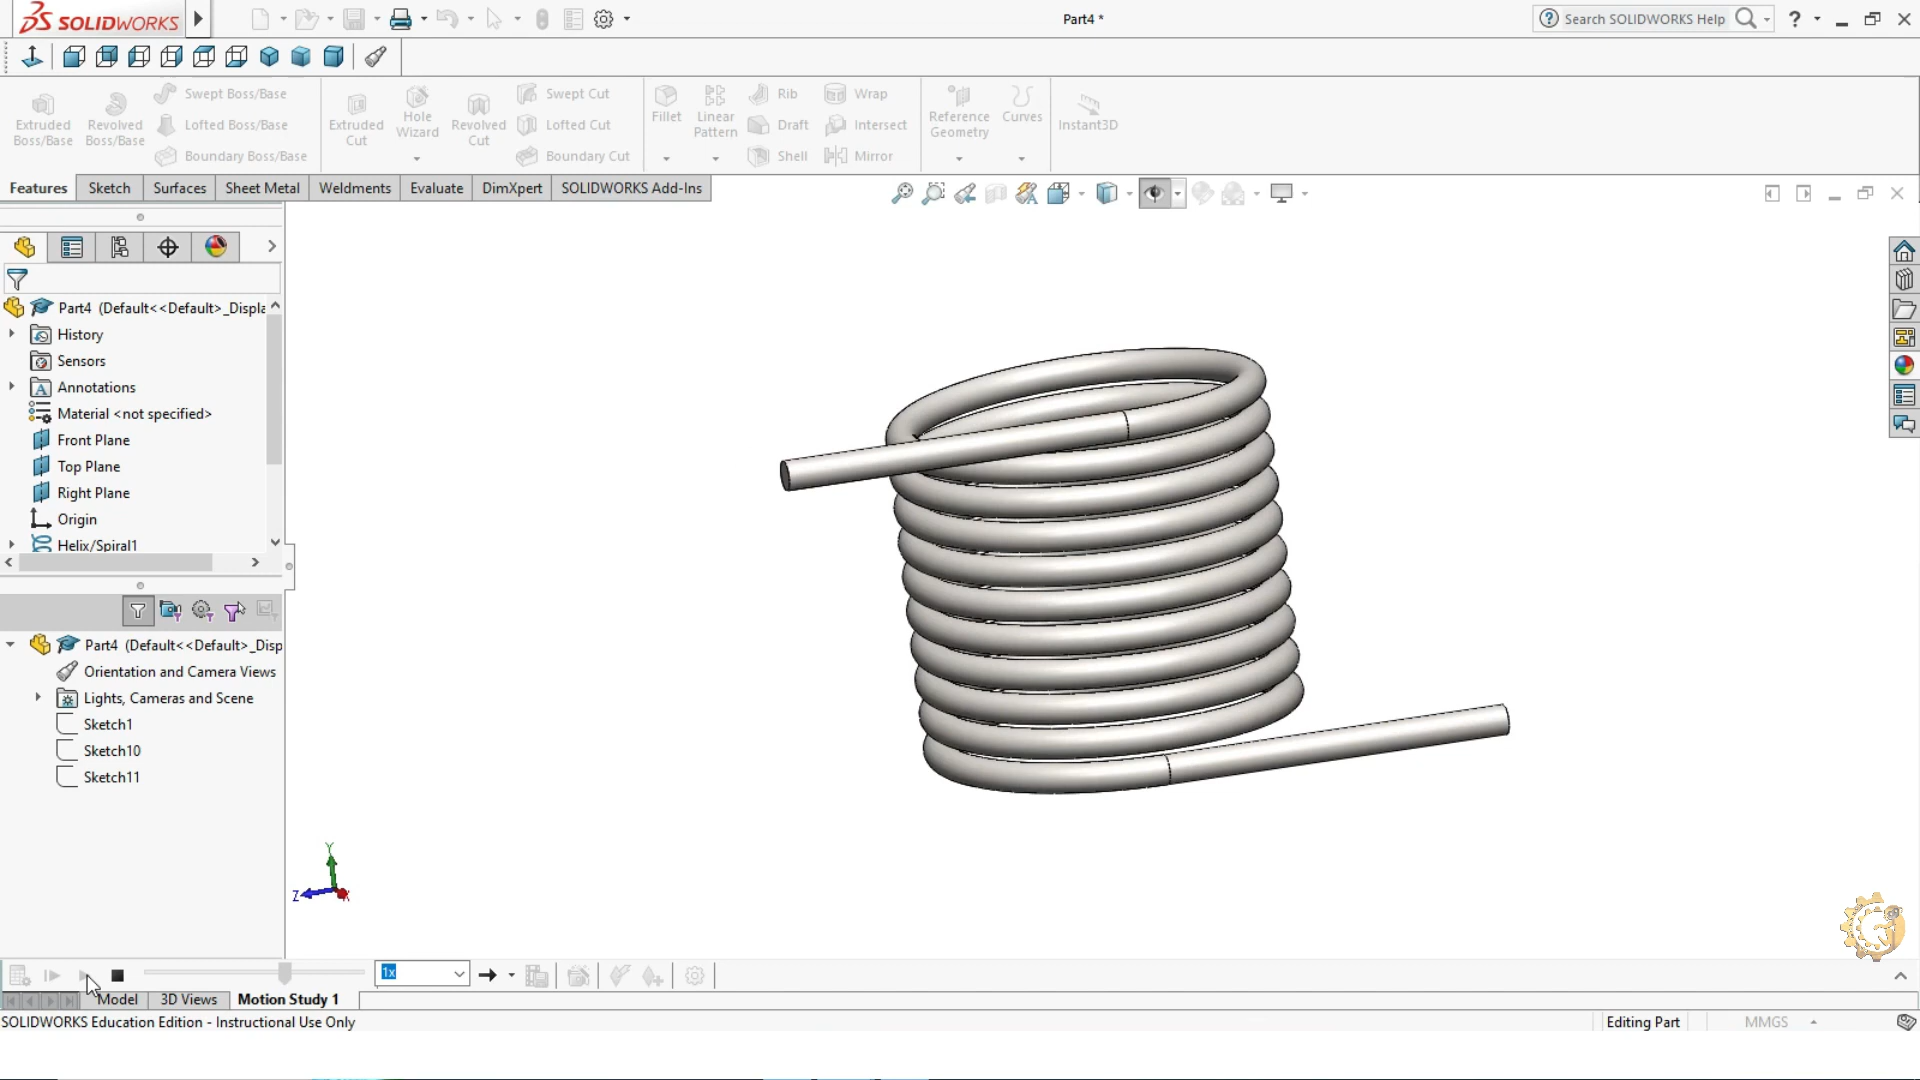 SOLIDWORKS
Part4 *
Search SOLIDWORKS Help
?
Extruded
Boss/Base
Revolved
Boss/Base
Swept Boss/Base
Lofted Boss/Base
Boundary Boss/Base
Extruded
Cut
Hole
Wizard
Revolved
Cut
Swept Cut
Lofted Cut
Boundary Cut
Fillet
Linear
Pattern
Rib
Draft
Shell
Wrap
Intersect
Mirror
Reference
Geometry
Curves
Instant3D
Features
Sketch
Surfaces
Sheet Metal
Weldments
Evaluate
DimXpert
SOLIDWORKS Add-Ins
Part4 (Default<<Default>_Displa
History
Sensors
Annotations
Material <not specified>
Front Plane
Top Plane
Right Plane
Origin
Helix/Spiral1
Part4 (Default<<Default>_Disp
Orientation and Camera Views
Lights, Cameras and Scene
Sketch1
Sketch10
Sketch11
Y
Z
X
1x
Model
3D Views
Motion Study 1
SOLIDWORKS Education Edition - Instructional Use Only
Editing Part
MMGS